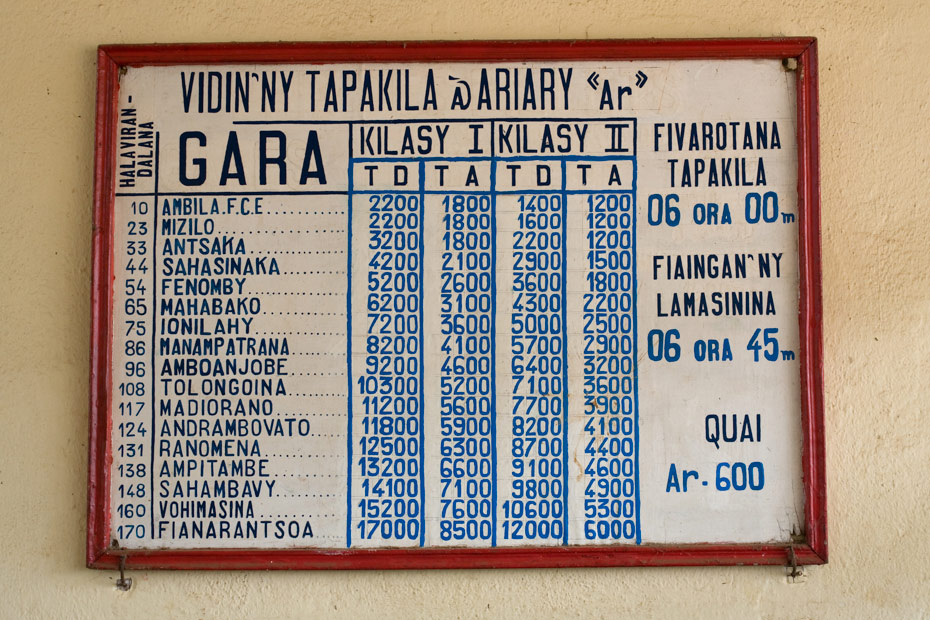 VIDIN'NY TAPAKILA ARIARY «Ar»
HALAVIRAN-
DALANA
GARA
KILASY I KILASY II
TD TA TD TA
10 AMBILA.F.C.E 2200 1800 1400 1200
23 MIZILO 2200 1800 1600 1200
33 ANTSAKA 3200 1800 2200 1200
44 SAHASINAKA 4200 2100 2900 1500
54 FENOMBY 5200 2600 3600 1800
65 MAHABAKO 6200 3100 4300 2200
75 IONILAHY 7200 3600 5000 2500
86 MANAMPATRANA 8200 4100 5700 2900
96 AMBOANJOBE 9200 4600 6400 3200
108 TOLONGOINA 10300 5200 7100 3600
117 MADIORANO 11200 5600 7700 3900
124 ANDRAMBOVATO 11800 5900 8200 4100
131 RANOMENA 12500 6300 8700 4400
138 AMPITAMBE 13200 6600 9100 4600
148 SAHAMBAVY 14100 7100 9800 4900
160 VOHIMASINA 15200 7600 10600 5300
170 FIANARANTSOA 17000 8500 12000 6000
FIVAROTANA
TAPAKILA
06 ORA 00m
FIAINGAN'NY
LAMASININA
06 ORA 45m
QUAI
Ar. 600